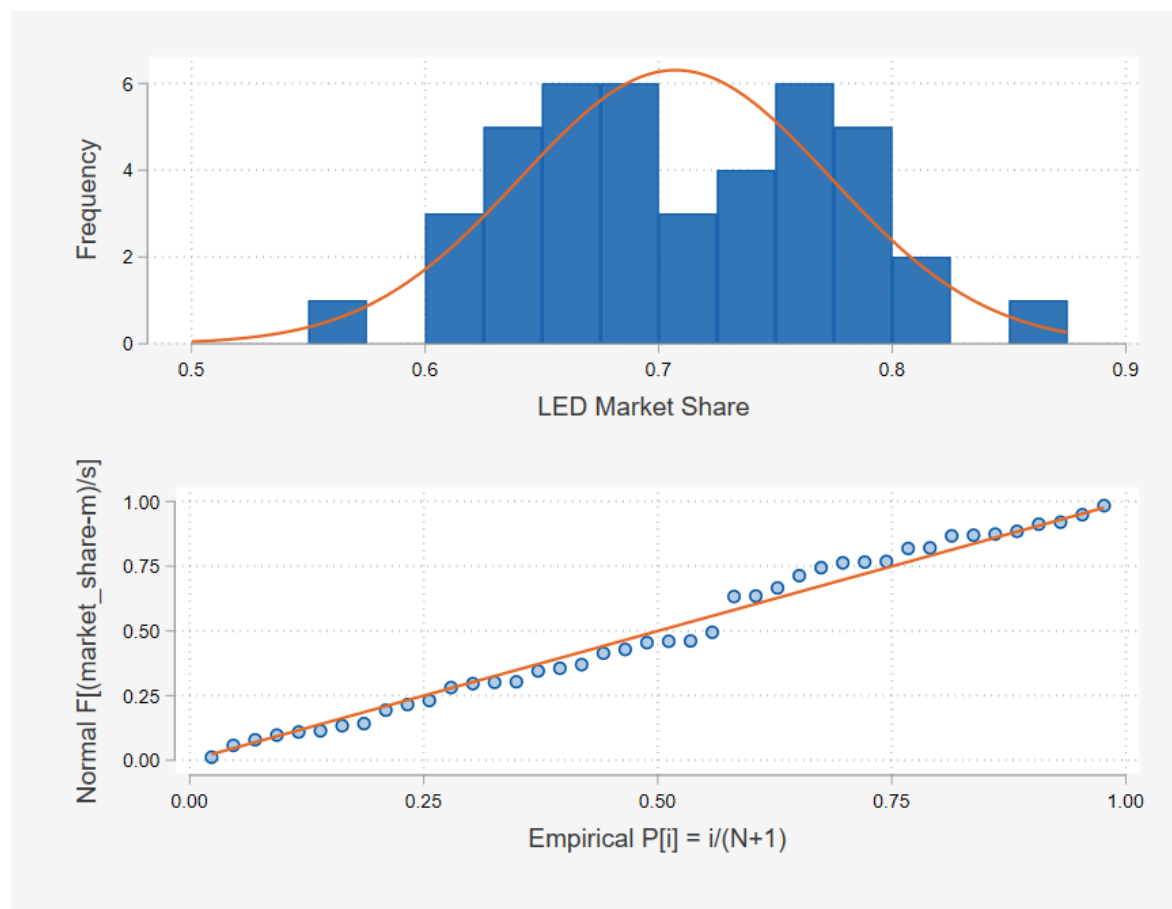 Frequency
6
4
2
0
0.5 0.6 0.7 0.8 0.9
LED Market Share
Normal F[(market_share-m)/s]
1.00
0.75
0.50
0.25
0.00
0.00 0.25 0.50 0.75 1.00
Empirical P[i] = i/(N+1)